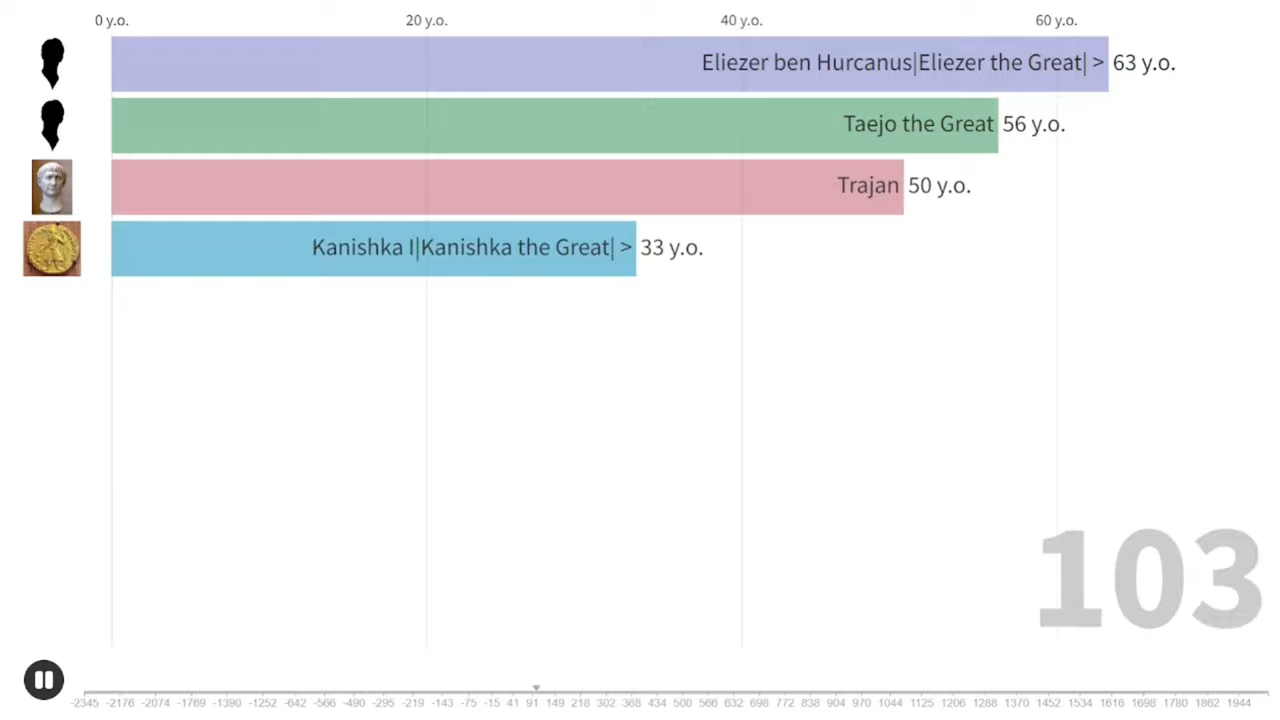 0 y.o. 20 y.o. 40 y.o. 60 y.o.
Eliezer ben Hurcanus|Eliezer the Great| > 63 y.o.
Taejo the Great 56 y.o.
Trajan 50 y.o.
Kanishka I|Kanishka the Great| > 33 y.o.
103
-2345 -2176 -2074 -1769 -1390 -1252 -642 -566 -490 -295 -219 -143 -75 -15 41 91 149 218 302 368 434 500 566 632 698 772 838 904 970 1044 1125 1206 1288 1370 1452 1534 1616 1698 1780 1862 1944